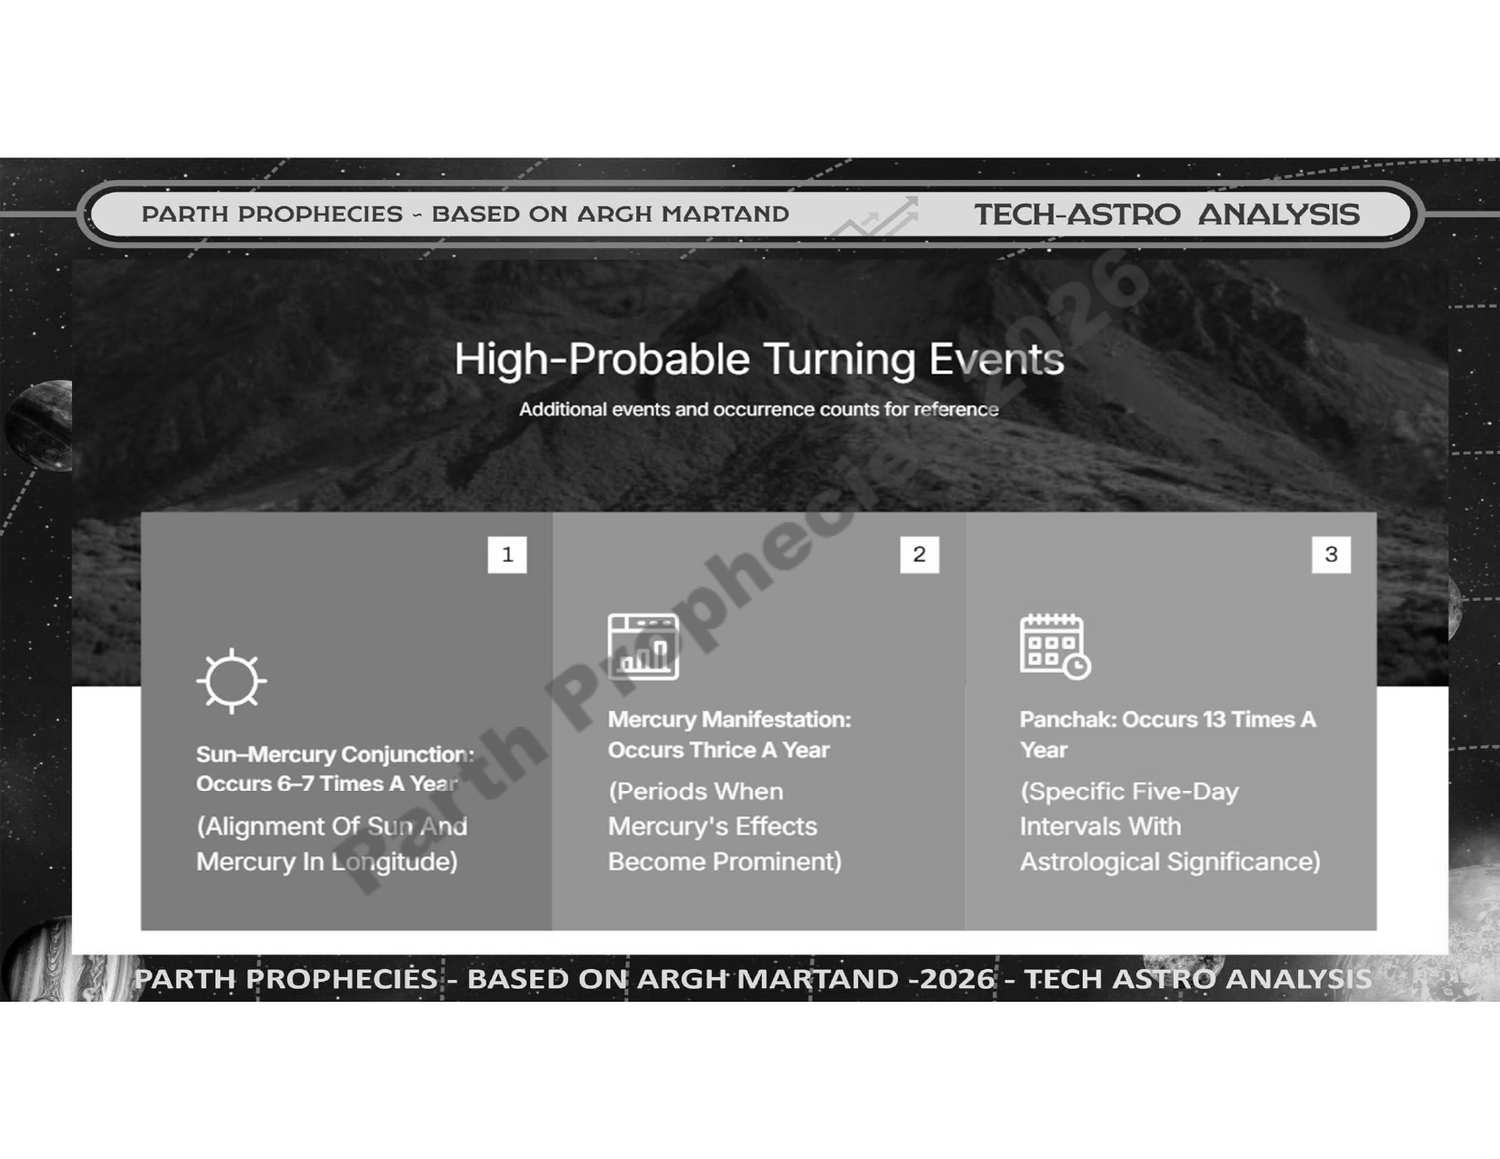 PARTH PROPHECIES ~ BASED ON ARGH MARTAND
TECH-ASTRO ANALYSIS
High-Probable Turning Events
Additional events and occurrence counts for reference
1
Sun–Mercury Conjunction:
Occurs 6–7 Times A Year
(Alignment Of Sun And
Mercury In Longitude)
2
Mercury Manifestation:
Occurs Thrice A Year
(Periods When
Mercury's Effects
Become Prominent)
3
Panchak: Occurs 13 Times A
Year
(Specific Five-Day
Intervals With
Astrological Significance)
Parth Prophecies 2026
PARTH PROPHECIES - BASED ON ARGH MARTAND -2026 - TECH ASTRO ANALYSIS